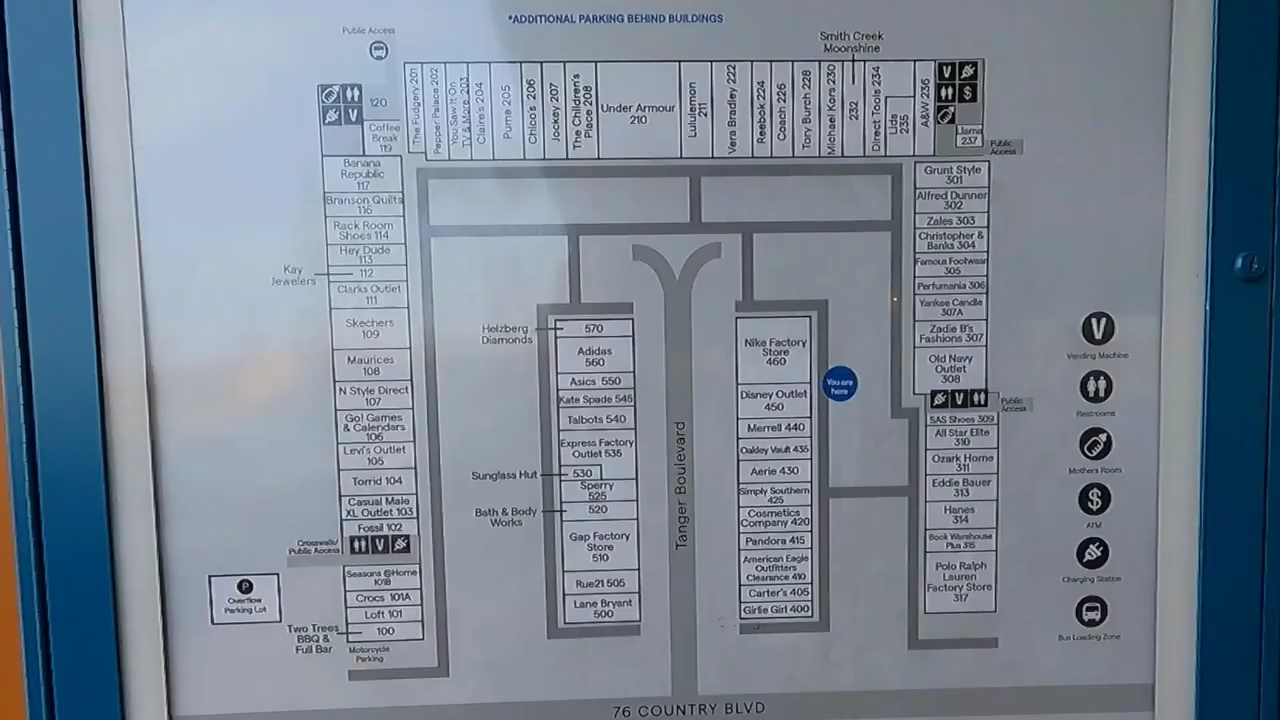 *ADDITIONAL PARKING BEHIND BUILDINGS
Public Access
Smith Creek
Moonshine
120
Coffee
Break
119
The Fudgery 201
Pepper Palace 202
You Saw It On
TV & More 203
Claire's 204
Puma 205
Chico's 206
Jockey 207
The Children's
Place 208
Under Armour
210
Lululemon
211
Vera Bradley 222
Reebok 224
Coach 226
Tory Burch 228
Michael Kors 230
232
Direct Tools 234
Lids
235
A&W 236
V
$
Llama
237
Public
Access
V
Banana
Republic
117
Branson Quilts
116
Rack Room
Shoes 114
Hey Dude
113
Kay
Jewelers
112
Clarks Outlet
111
Skechers
109
Maurices
108
N Style Direct
107
Go! Games
& Calendars
106
Levi's Outlet
105
Torrid 104
Casual Male
XL Outlet 103
Fossil 102
Crosswalk/
Public Access
V
Seasons @Home
101B
Crocs 101A
Loft 101
Two Trees
BBQ &
Full Bar
100
Motorcycle
Parking
P
Overflow
Parking Lot
Helzberg
Diamonds
570
Adidas
560
Asics 550
Kate Spade 545
Talbots 540
Express Factory
Outlet 535
Sunglass Hut
530
Sperry
525
Bath & Body
Works
520
Gap Factory
Store
510
Rue21 505
Lane Bryant
500
Tanger Boulevard
Nike Factory
Store
460
Disney Outlet
450
Merrell 440
Oakley Vault 435
Aerie 430
Simply Southern
425
Cosmetics
Company 420
Pandora 415
American Eagle
Outfitters
Clearance 410
Carter's 405
Girlie Girl 400
You are
here
Grunt Style
301
Alfred Dunner
302
Zales 303
Christopher &
Banks 304
Famous Footwear
305
Perfumania 306
Yankee Candle
307A
Zadie B's
Fashions 307
Old Navy
Outlet
308
V
Public
Access
SAS Shoes 309
All Star Elite
310
Ozark Home
311
Eddie Bauer
313
Hanes
314
Book Warehouse
Plus 315
Polo Ralph
Lauren
Factory Store
317
V
Vending Machine
Restrooms
Mothers Room
$
ATM
Charging Station
Bus Loading Zone
76 COUNTRY BLVD